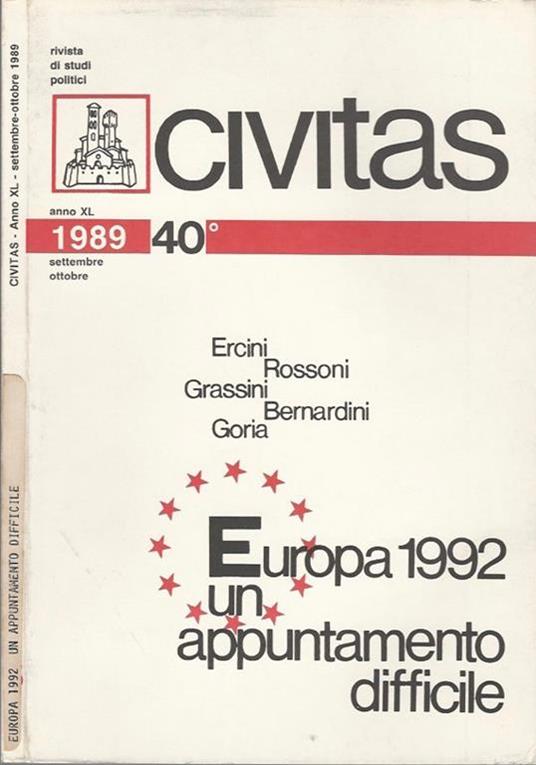 CIVITAS - Anno XL - settembre-ottobre 1989
EUROPA 1992 UN APPUNTAMENTO DIFFICILE
rivista
di studi
politici
CIVITAS
anno XL
1989 40°
settembre
ottobre
Ercini
Rossoni
Grassini
Bernardini
Goria
Europa 1992
un
appuntamento
difficile